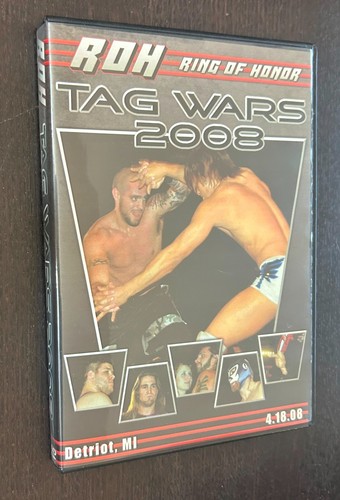 ROH RING OF HONOR
TAG WARS
2008
4.18.08
Detriot, MI
ROH TAG WARS 2008